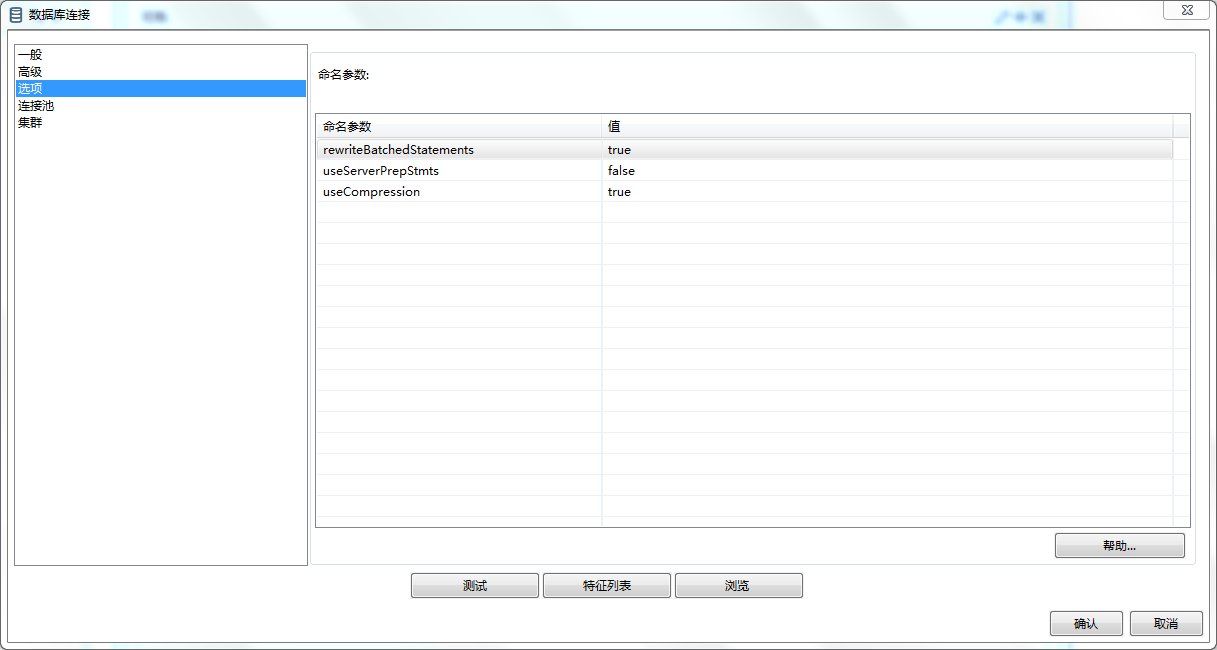 数据库连接
一般
高级
选项
连接池
集群
命名参数:
命名参数 值
rewriteBatchedStatements true
useServerPrepStmts false
useCompression true
帮助...
测试 特征列表 浏览
确认 取消